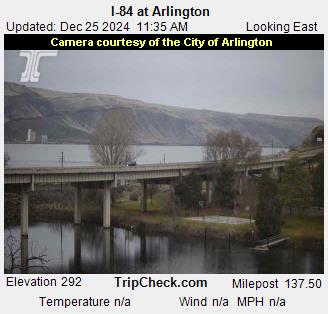 I-84 at Arlington
Updated: Dec 25 2024 11:35 AM Looking East
Camera courtesy of the City of Arlington
Elevation 292 TripCheck.com Milepost 137.50
Temperature n/a Wind n/a MPH n/a